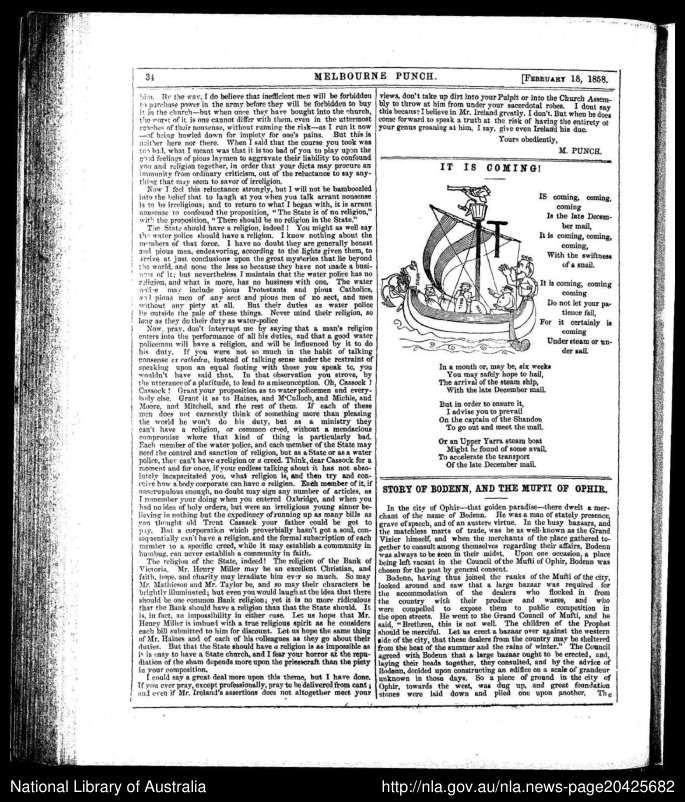 34
MELBOURNE PUNCH.
[FEBRUARY 18, 1858.
him. By the way, I do believe that inefficient men will be forbidden
to purchase power in the army before they will be forbidden to buy
it in the church—but when once they have bought into the church,
the worst of it is one cannot differ with them, even in the uttermost
reaches of their nonsense, without running the risk—as I run it now
—of being howled down for impiety for one's pains. But this is
neither here nor there. When I said that the course you took was
too bad, what I meant was that it is too bad of you to play upon the
good feelings of pious laymen to aggravate their liability to confound
you and religion together, in order that your dicta may procure an
immunity from ordinary criticism, out of the reluctance to say any-
thing that may seem to savor of irreligion.
Now I feel this reluctance strongly, but I will not be bamboozled
into the belief that to laugh at you when you talk arrant nonsense
is to be irreligious; and to return to what I began with, it is arrant
nonsense to confound the proposition, "The State is of no religion,"
with the proposition, "There should be no religion in the State."
The State should have a religion, indeed! You might as well say
the water police should have a religion. I know nothing about the
members of that force. I have no doubt they are generally honest
and pious men, endeavoring, according to the lights given them, to
arrive at just conclusions upon the great mysteries that lie beyond
the world, and none the less so because they have not made a busi-
ness of it; but nevertheless I maintain that the water police has no
religion, and what is more, has no business with one. The water
police may include pious Protestants and pious Catholics,
and pious men of any sect and pious men of no sect, and men
without any piety at all. But their duties as water police
lie outside the pale of these things. Never mind their religion, so
long as they do their duty as water-police
Now, pray, don't interrupt me by saying that a man's religion
enters into the performance of all his duties, and that a good water
policeman will have a religion, and will be influenced by it to do
his duty. If you were not so much in the habit of talking
nonsense ex cathedra, instead of talking sense under the restraint of
speaking upon an equal footing with those you speak to, you
wouldn't have said that. In that observation you strove, by
the utterance of a platitude, to lead to a misconception. Oh, Cassock!
Cassock! Grant your proposition as to water policemen and every-
body else. Grant it as to Haines, and M'Culloch, and Michie, and
Moore, and Mitchell, and the rest of them. If each of these
men does not earnestly think of something more than pleasing
the world he won't do his duty, but as a ministry they
can't have a religion, or common creed, without a mendacious
compromise where that kind of thing is particularly bad.
Each member of the water police, and each member of the State may
need the control and sanction of religion, but as a State or as a water
police, they can't have a religion or a creed. Think, dear Cassock for a
moment and for once, if your endless talking about it has not abso-
lutely incapacitated you, what religion is, and then try and con-
ceive how a body corporate can have a religion. Each member of it, if
unscrupulous enough, no doubt may sign any number of articles, as
I remember your doing when you entered Oxbridge, and when you
had no idea of holy orders, but were an irreligious young sinner be-
lieving in nothing but the expediency of running up as many bills as
you thought old Trent Cassack your father could be got to
pay. But a corporation which proverbially hasn't got a soul, con-
sequentially can't have a religion, and the formal subscription of each
member to a specific creed, while it may establish a community in
humbug, can never establish a community in faith.
The religion of the State, indeed! The religion of the Bank of
Victoria. Mr. Henry Miller may be an excellent Christian, and
faith, hope, and charity may irradiate him ever so much. So may
Mr. Mathieson and Mr. Taylor be, and so may their characters be
brightly illuminated; but even you would laugh at the idea that there
should be one common Bank religion; yet it is no more ridiculous
that the Bank should have a religion than that the State should. It
is, in fact, an impossibility in either case. Let us hope that Mr.
Henry Miller is imbued with a true religious spirit as he considers
each bill submitted to him for discount. Let us hope the same thing
of Mr. Haines and of each of his colleagues as they go about their
duties. But that the State should have a religion is as impossible as
it is easy to have a State church, and I fear your horror at the repu-
diation of the sham depends more upon the priestcraft than the piety
in your composition.
I could say a great deal more upon this theme, but I have done.
If you ever pray, except professionally, pray to be delivered from cant;
and even if Mr. Ireland's assertions does not altogether meet your
views, don't take up dirt into your Pulpit or into the Church Assem-
bly to throw at him from under your sacerdotal robes. I dont say
this because I believe in Mr. Ireland greatly. I don't. But when he does
come forward to speak a truth at the risk of having the entirety of
your genus groaning at him, I say, give even Ireland his due.
Yours obediently,
M. PUNCH.
IT IS COMING!
IT
IS coming, coming,
coming
Is the late Decem-
ber mail,
It is coming, coming,
coming,
With the swiftness
of a snail.
It is coming, coming
coming
Do not let your pa-
tience fail,
For it certainly is
coming
Under steam or un-
der sail.
In a month or, may be, six weeks
You may safely hope to hail,
The arrival of the steam ship,
With the late December mail.
But in order to ensure it,
I advise you to prevail
On the captain of the Shandon
To go out and meet the mail.
Or an Upper Yarra steam boat
Might be found of some avail,
To accelerate the transport
Of the late December mail.
STORY OF BODENN, AND THE MUFTI OF OPHIR.
In the city of Ophir—that golden paradise—there dwelt a mer-
chant of the name of Bodenn. He was a man of stately presence,
grave of speech, and of an austere virtue. In the busy bazaars, and
the matchless marts of trade, was he as well-known as the Grand
Vizier himself, and when the merchants of the place gathered to-
gether to consult among themselves regarding their affairs, Bodenn
was always to be seen in their midst. Upon one occasion, a place
being left vacant in the Council of the Mufti of Ophir, Bodenn was
chosen for the post by general consent.
Bodenn, having thus joined the ranks of the Mufti of the city,
looked around and saw that a large bazaar was required for
the accommodation of the dealers who flocked in from
the country with their produce and wares, and who
were compelled to expose them to public competition in
the open streets. He went to the Grand Council of Mufti, and he
said, "Brethren, this is not well. The children of the Prophet
should be merciful. Let us erect a bazaar over against the western
side of the city, that these dealers from the country may be sheltered
from the heat of the summer and the rains of winter." The Council
agreed with Bodenn that a large bazaar ought to be erected, and,
laying their heads together, they consulted, and by the advice of
Bodenn, decided upon constructing an edifice on a scale of grandeur
unknown in those days. So a piece of ground in the city of
Ophir, towards the west, was dug up, and great foundation
stones were laid down and piled one upon another. The
National Library of Australia
http://nla.gov.au/nla.news-page20425682